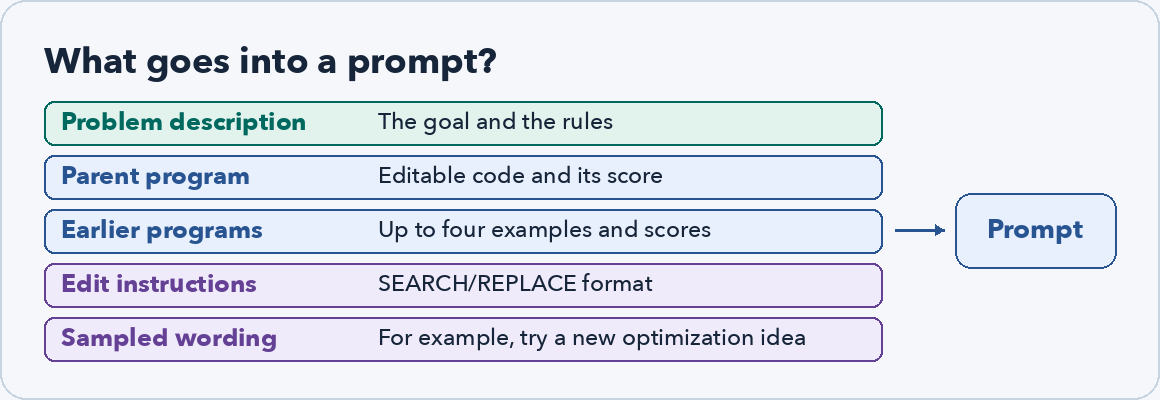 What goes into a prompt?
Problem description The goal and the rules
Parent program Editable code and its score
Earlier programs Up to four examples and scores
Prompt
Edit instructions SEARCH/REPLACE format
Sampled wording For example, try a new optimization idea